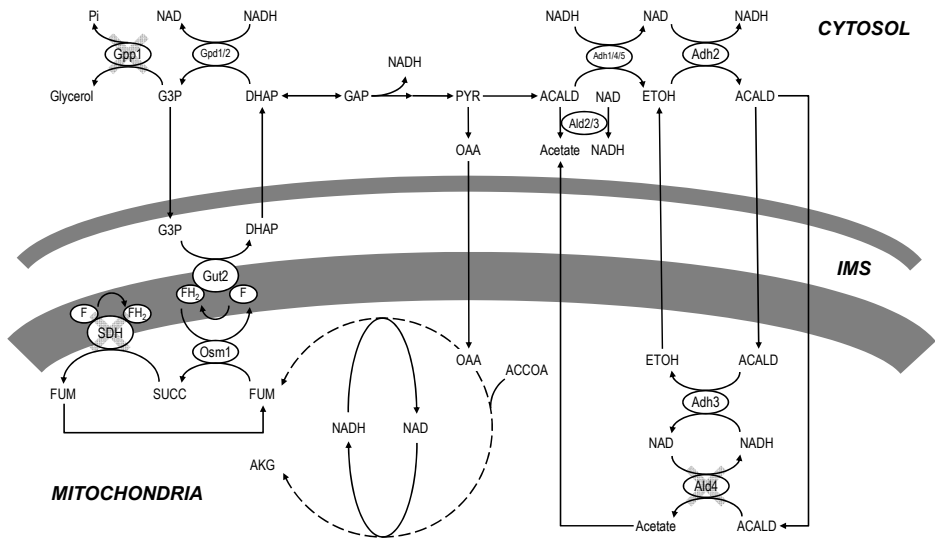 Pi NAD NADH NADH NAD NADH
CYTOSOL
Gpp1 Gpd1/2 Adh1/4/5 Adh2
NADH
Glycerol G3P DHAP GAP PYR ACALD NAD ETOH ACALD
Ald2/3
OAA Acetate NADH
G3P DHAP
IMS
Gut2
FH2 F
F FH2
SDH
Osm1
OAA ACCOA ETOH ACALD
FUM SUCC FUM
Adh3
NADH NAD NAD NADH
AKG
Ald4
MITOCHONDRIA
Acetate ACALD